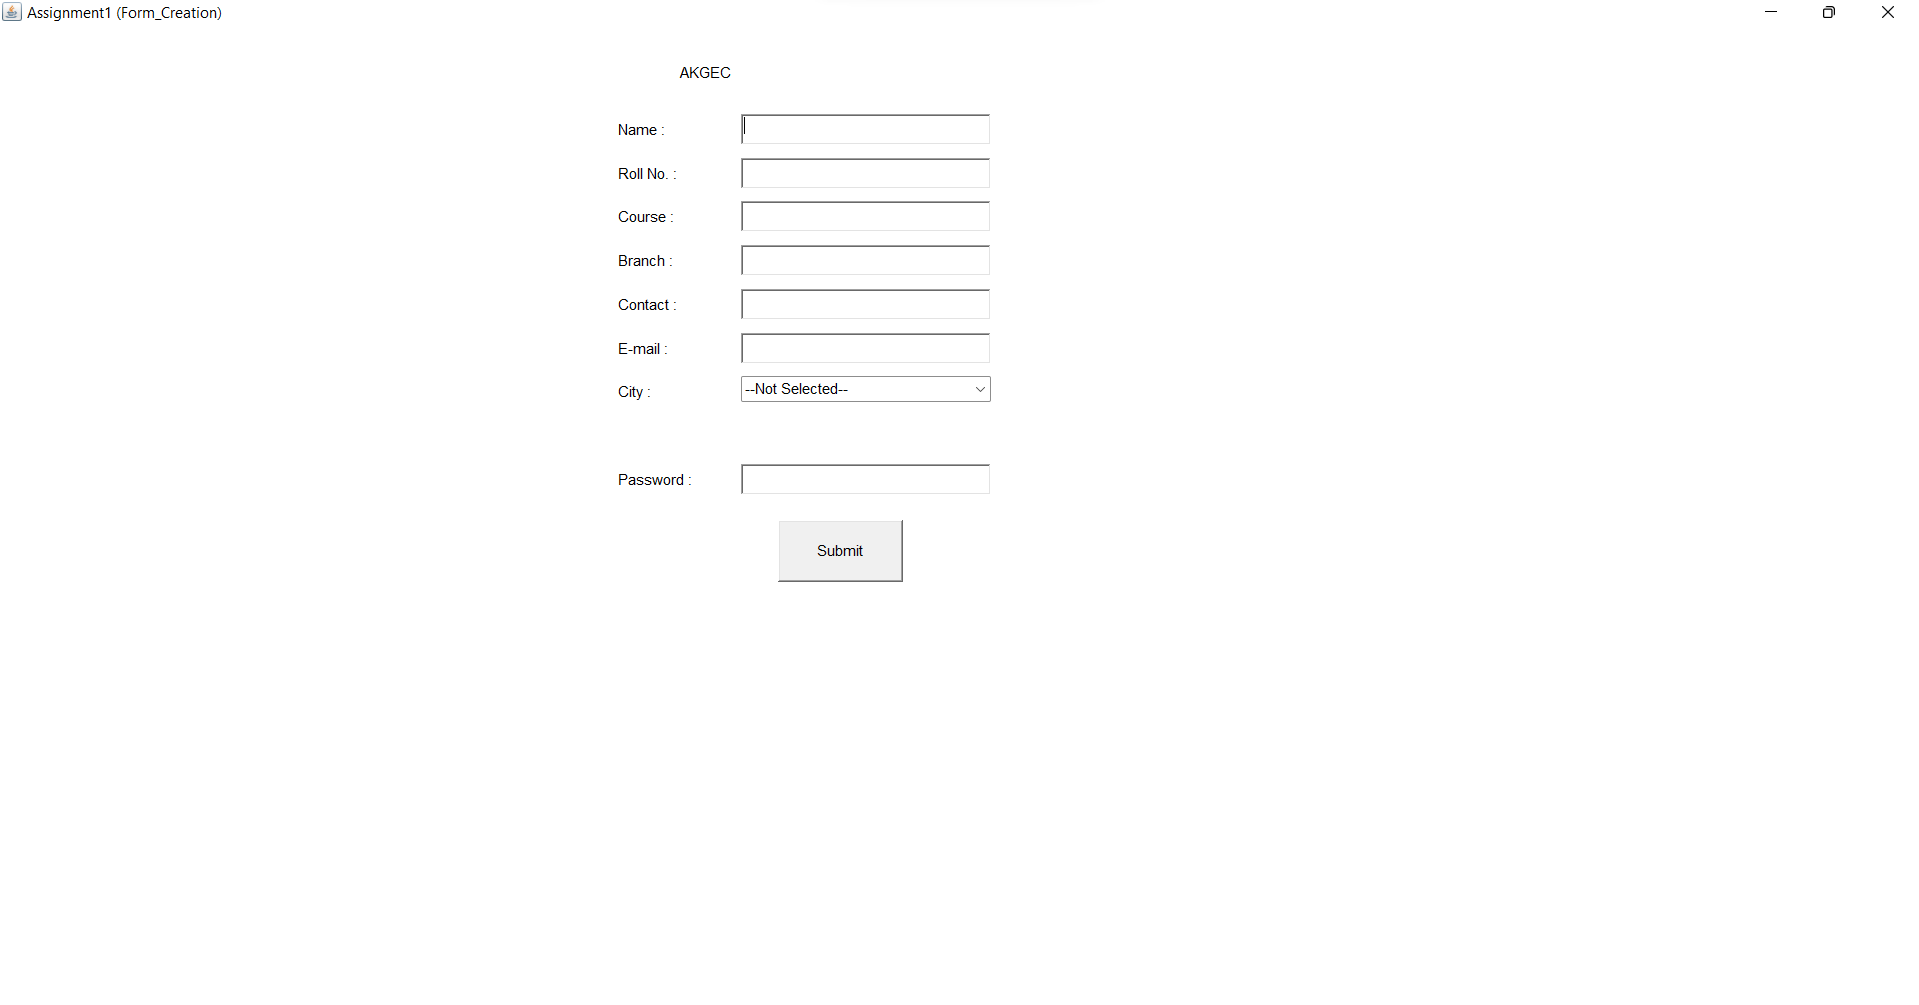 Assignment1 (Form_Creation)
AKGEC
Name :
Roll No. :
Course :
Branch :
Contact :
E-mail :
City : --Not Selected--
Password :
Submit